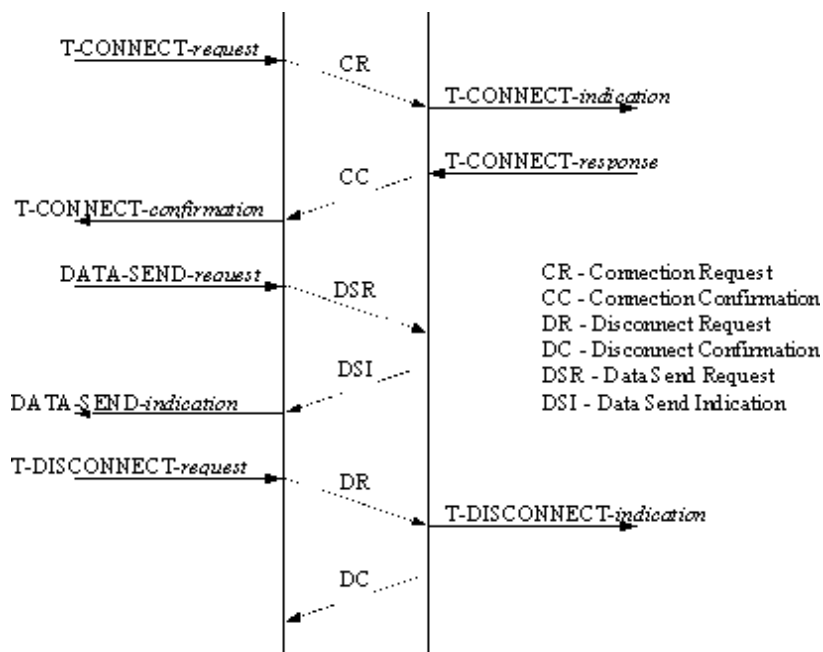 T-CONNECT-request
CR
T-CONNECT-indication
T-CONNECT-response
CC
T-CONNECT-confirmation
DATA-SEND-request
DSR
CR - Connection Request
CC - Connection Confirmation
DR - Disconnect Request
DC - Disconnect Confirmation
DSR - Data Send Request
DSI - Data Send Indication
DSI
DATA-SEND-indication
T-DISCONNECT-request
DR
T-DISCONNECT-indication
DC